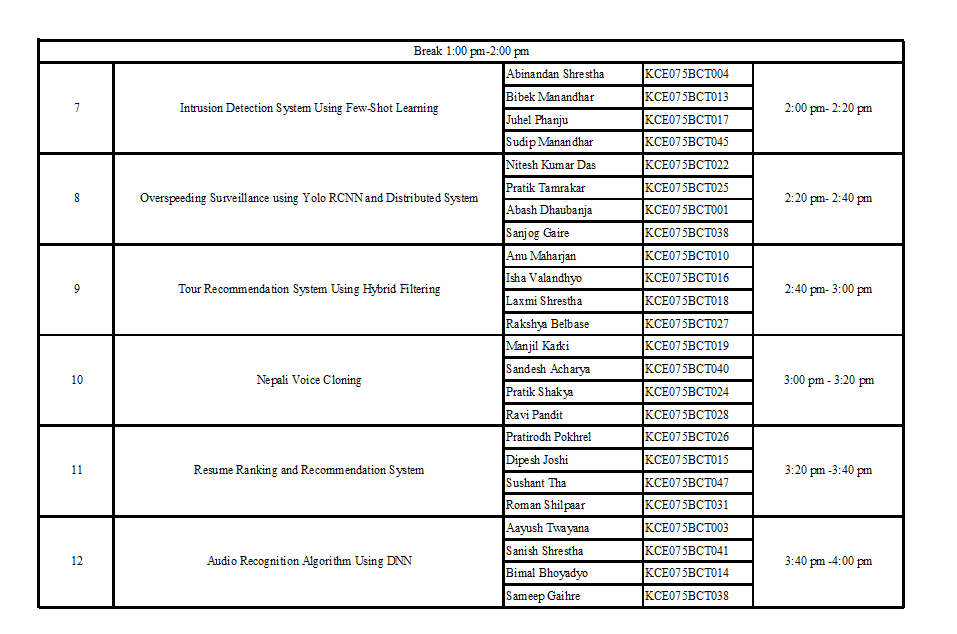 Break 1:00 pm-2:00 pm
7 Intrusion Detection System Using Few-Shot Learning 2:00 pm- 2:20 pm
Abinandan Shrestha KCE075BCT004
Bibek Manandhar KCE075BCT013
Juhel Phanju KCE075BCT017
Sudip Manandhar KCE075BCT045
8 Overspeeding Surveillance using Yolo RCNN and Distributed System 2:20 pm- 2:40 pm
Nitesh Kumar Das KCE075BCT022
Pratik Tamrakar KCE075BCT025
Abash Dhaubanja KCE075BCT001
Sanjog Gaire KCE075BCT038
9 Tour Recommendation System Using Hybrid Filtering 2:40 pm- 3:00 pm
Anu Maharjan KCE075BCT010
Isha Valandhyo KCE075BCT016
Laxmi Shrestha KCE075BCT018
Rakshya Belbase KCE075BCT027
10 Nepali Voice Cloning 3:00 pm - 3:20 pm
Manjil Karki KCE075BCT019
Sandesh Acharya KCE075BCT040
Pratik Shakya KCE075BCT024
Ravi Pandit KCE075BCT028
11 Resume Ranking and Recommendation System 3:20 pm -3:40 pm
Pratirodh Pokhrel KCE075BCT026
Dipesh Joshi KCE075BCT015
Sushant Tha KCE075BCT047
Roman Shilpaar KCE075BCT031
12 Audio Recognition Algorithm Using DNN 3:40 pm -4:00 pm
Aayush Twayana KCE075BCT003
Sanish Shrestha KCE075BCT041
Bimal Bhoyadyo KCE075BCT014
Sameep Gaihre KCE075BCT038